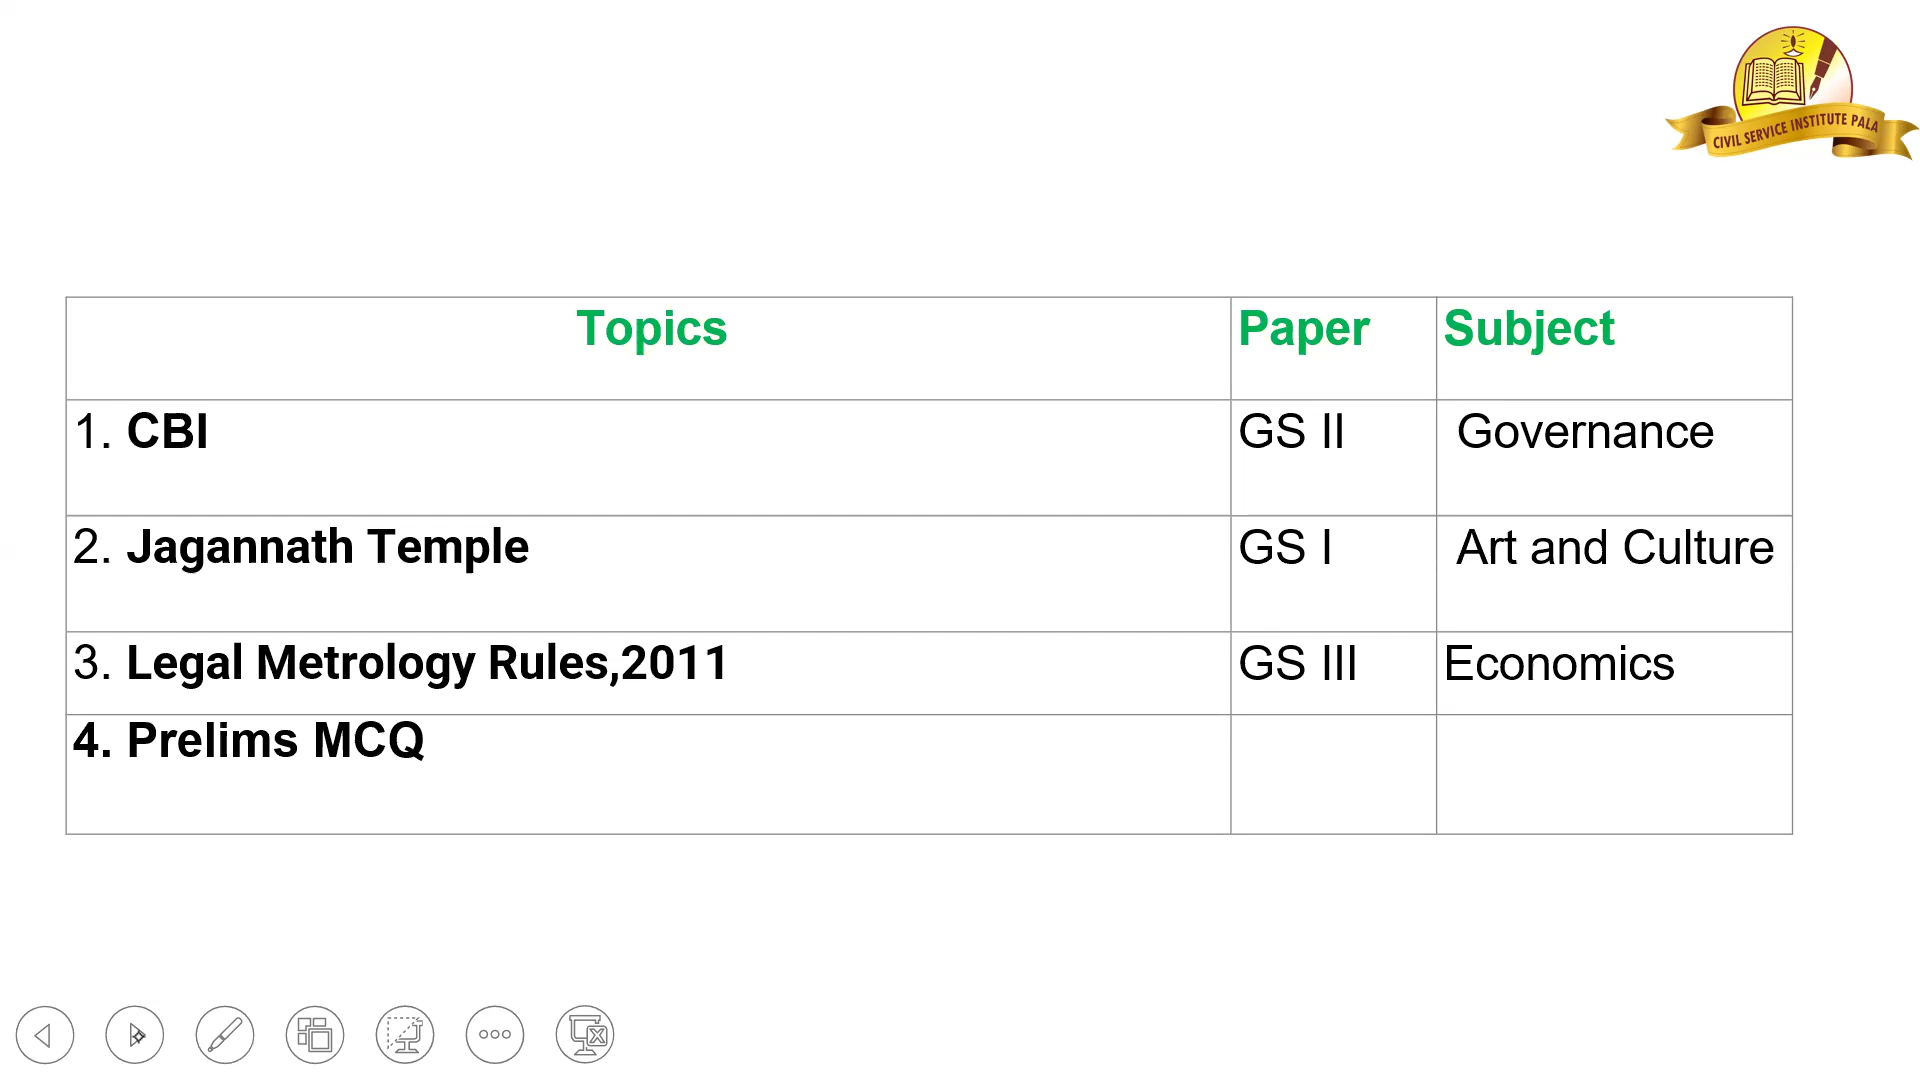 CIVIL SERVICE INSTITUTE PALA
Topics Paper Subject
1. CBI GS II Governance
2. Jagannath Temple GS I Art and Culture
3. Legal Metrology Rules,2011 GS III Economics
4. Prelims MCQ